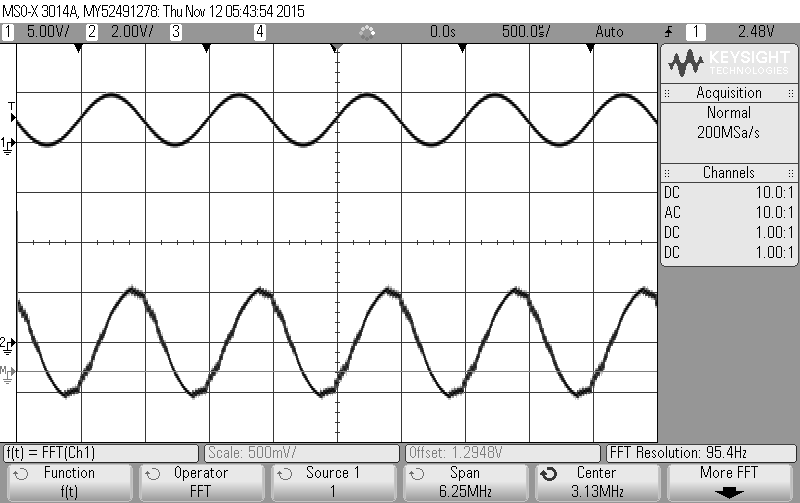 MSO-X 3014A, MY52491278: Thu Nov 12 05:43:54 2015
1 5.00V/ 2 2.00V/ 3 4 0.0s 500.0ns/ Auto 1 2.48V
KEYSIGHT
TECHNOLOGIES
Acquisition
Normal
200MSa/s
Channels
DC 10.0:1
AC 10.0:1
DC 1.00:1
DC 1.00:1
T
1
2
M
f(t) = FFT(Ch1) Scale: 500mV/ Offset: 1.2948V FFT Resolution: 95.4Hz
Function Operator Source 1 Span Center More FFT
f(t) FFT 1 6.25MHz 3.13MHz